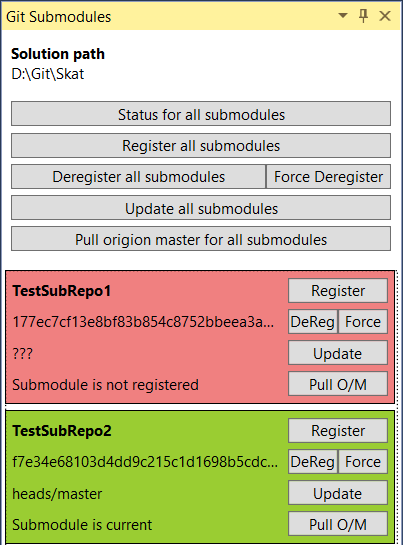 Git Submodules
Solution path
D:\Git\Skat
Status for all submodules
Register all submodules
Deregister all submodules Force Deregister
Update all submodules
Pull origion master for all submodules
TestSubRepo1 Register
177ec7cf13e8bf83b854c8752bbeea3a... DeReg Force
??? Update
Submodule is not registered Pull O/M
TestSubRepo2 Register
f7e34e68103d4dd9c215c1d1698b5cdc... DeReg Force
heads/master Update
Submodule is current Pull O/M